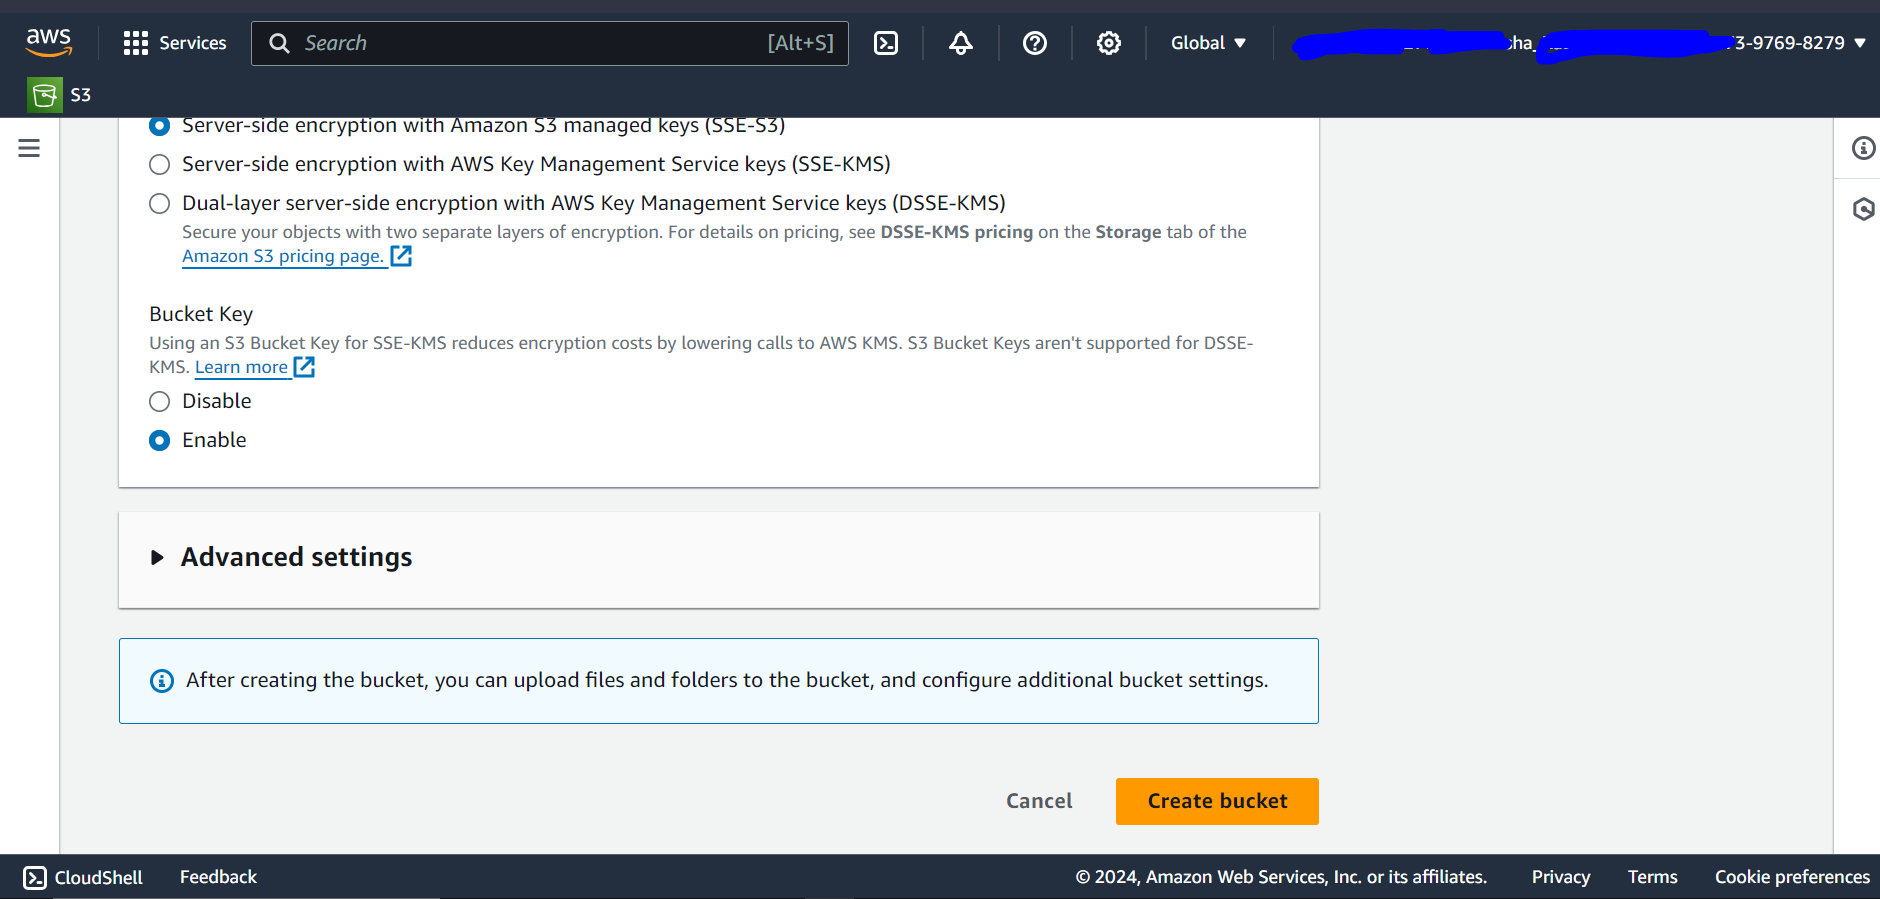 aws
Services
Search
[Alt+S]
Global
3-9769-8279
S3
Server-side encryption with Amazon S3 managed keys (SSE-S3)
Server-side encryption with AWS Key Management Service keys (SSE-KMS)
Dual-layer server-side encryption with AWS Key Management Service keys (DSSE-KMS)
Secure your objects with two separate layers of encryption. For details on pricing, see DSSE-KMS pricing on the Storage tab of the
Amazon S3 pricing page.
Bucket Key
Using an S3 Bucket Key for SSE-KMS reduces encryption costs by lowering calls to AWS KMS. S3 Bucket Keys aren't supported for DSSE-
KMS. Learn more
Disable
Enable
Advanced settings
After creating the bucket, you can upload files and folders to the bucket, and configure additional bucket settings.
Cancel
Create bucket
CloudShell
Feedback
© 2024, Amazon Web Services, Inc. or its affiliates.
Privacy
Terms
Cookie preferences